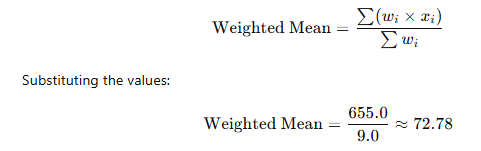 Weighted Mean = ∑(wᵢ × xᵢ) / ∑ wᵢ
Substituting the values:
Weighted Mean = 655.0 / 9.0 ≈ 72.78